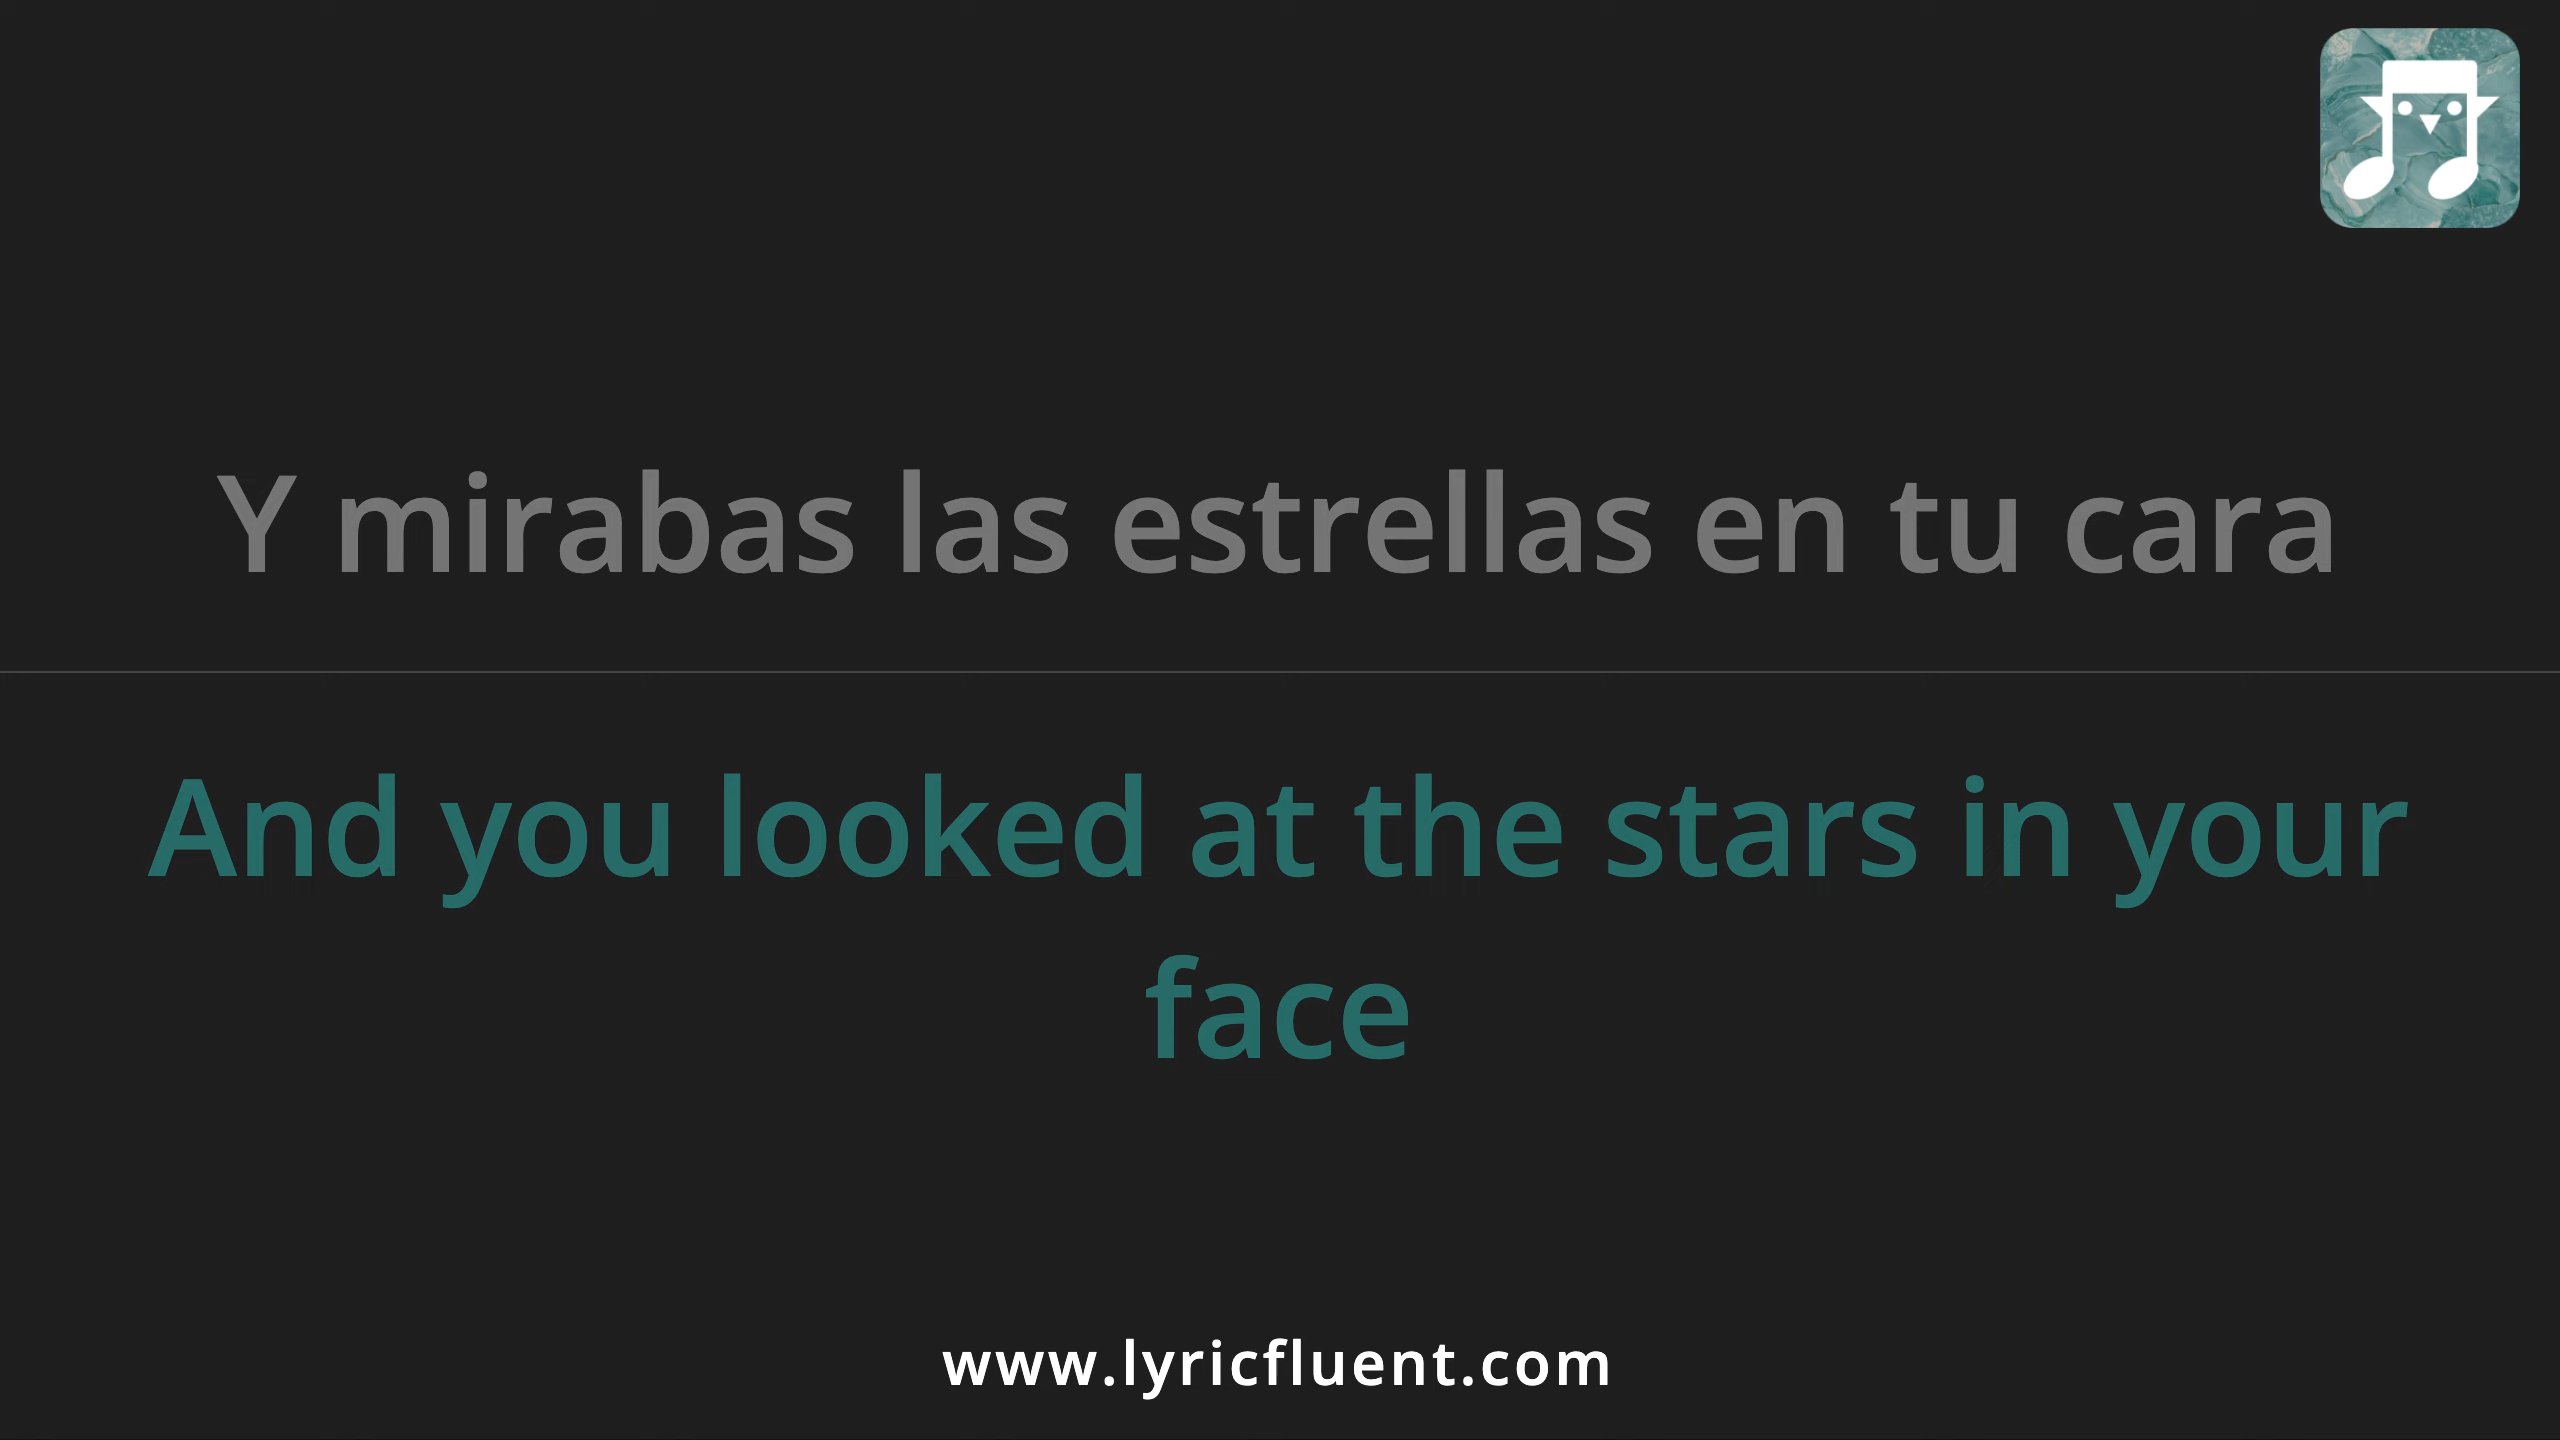 Y mirabas las estrellas en tu cara
And you looked at the stars in your
face
www.lyricfluent.com